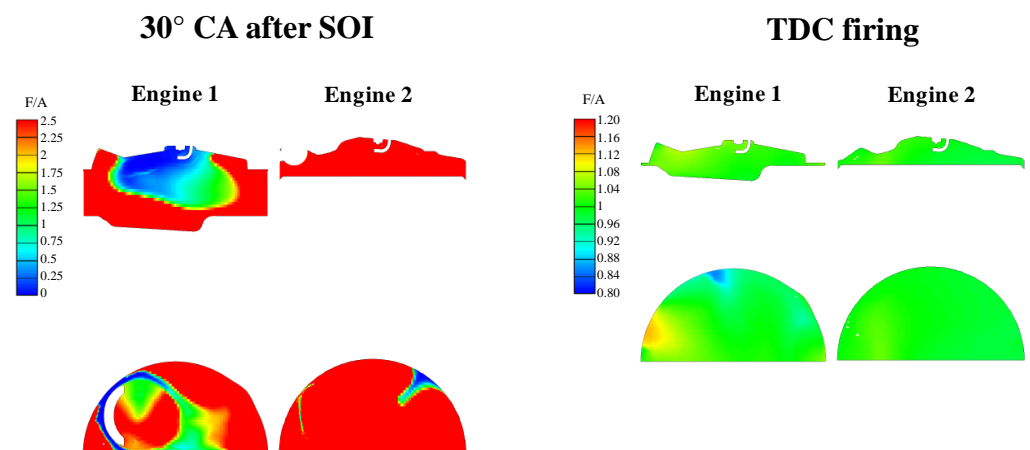 30° CA after SOI
TDC firing
Engine 1
Engine 2
Engine 1
Engine 2
F/A
2.5
2.5
2.25
2
1.75
1.5
1.25
1
0.75
0.5
0.25
0
F/A
1.20
1.16
1.12
1.08
1.04
1
0.96
0.92
0.88
0.84
0.80